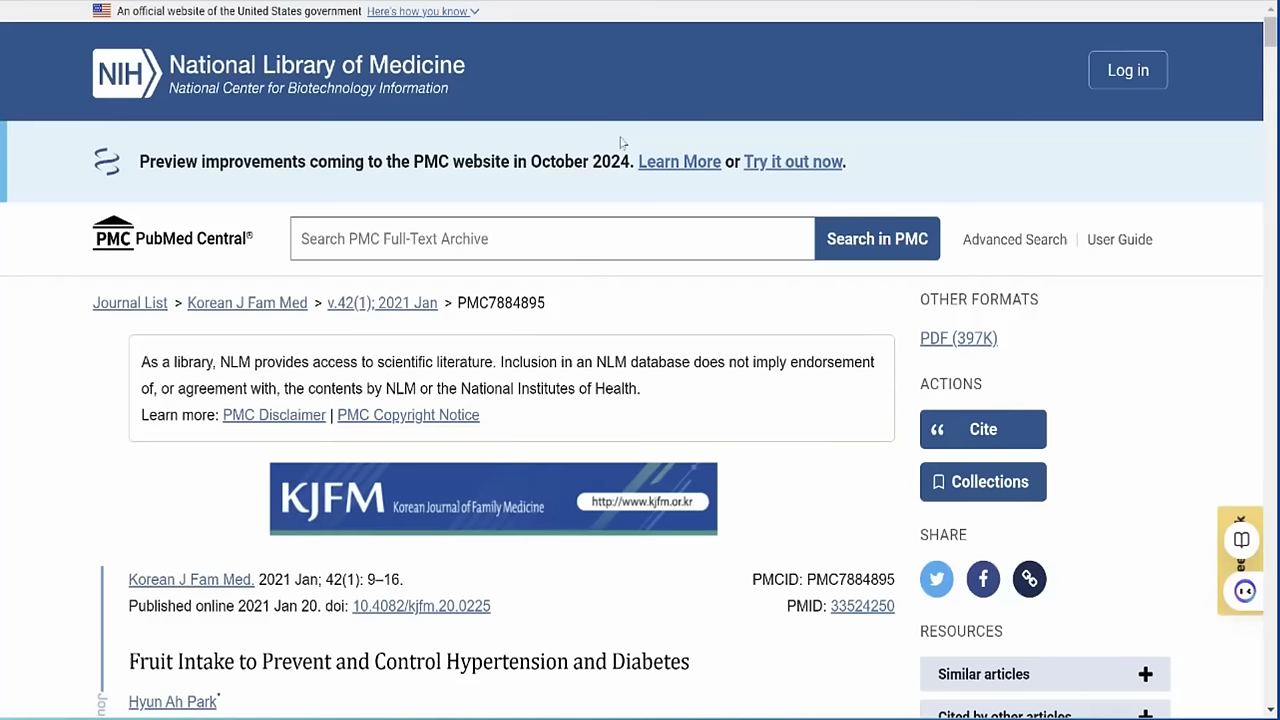 An official website of the United States government Here's how you know
NIH National Library of Medicine
National Center for Biotechnology Information
Log in
Preview improvements coming to the PMC website in October 2024. Learn More or Try it out now.
PMC PubMed Central®
Search PMC Full-Text Archive
Search in PMC
Advanced Search | User Guide
Journal List > Korean J Fam Med > v.42(1); 2021 Jan > PMC7884895
As a library, NLM provides access to scientific literature. Inclusion in an NLM database does not imply endorsement
of, or agreement with, the contents by NLM or the National Institutes of Health.
Learn more: PMC Disclaimer | PMC Copyright Notice
KJFM Korean Journal of Family Medicine http://www.kjfm.or.kr
Korean J Fam Med. 2021 Jan; 42(1): 9–16.
PMCID: PMC7884895
Published online 2021 Jan 20. doi: 10.4082/kjfm.20.0225
PMID: 33524250
Fruit Intake to Prevent and Control Hypertension and Diabetes
Hyun Ah Park*
OTHER FORMATS
PDF (397K)
ACTIONS
Cite
Collections
SHARE
RESOURCES
Similar articles
Cited by other articles